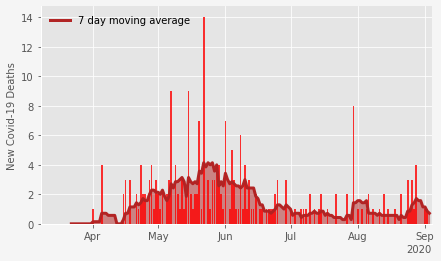 7 day moving average
New Covid-19 Deaths
14
12
10
8
6
4
2
0
Apr
May
Jun
Jul
Aug
Sep
2020